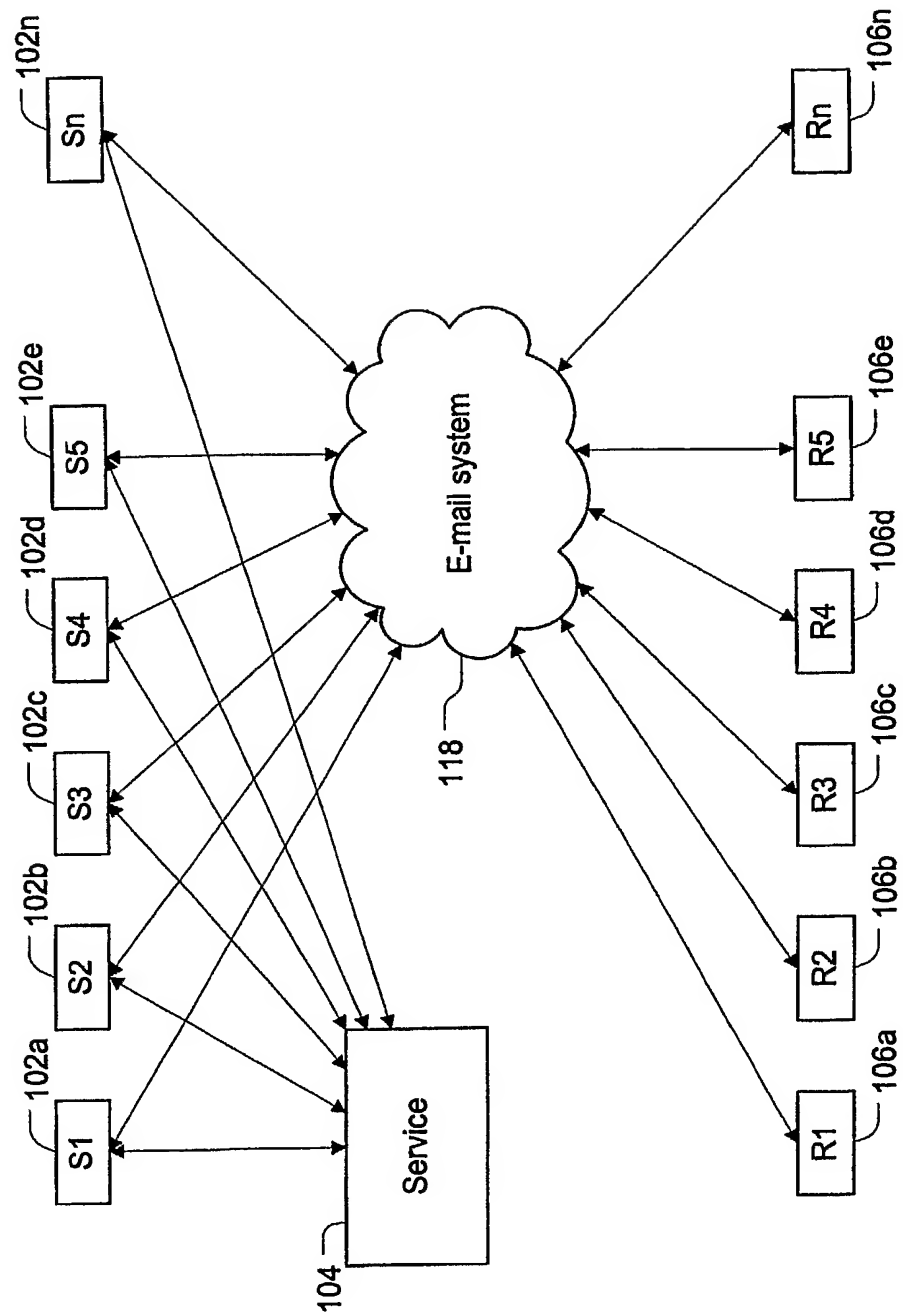 102a
102b
102c
102d
102e
102n
S1
S2
S3
S4
S5
Sn
104
Service
118
E-mail system
R1
R2
R3
R4
R5
Rn
106a
106b
106c
106d
106e
106n